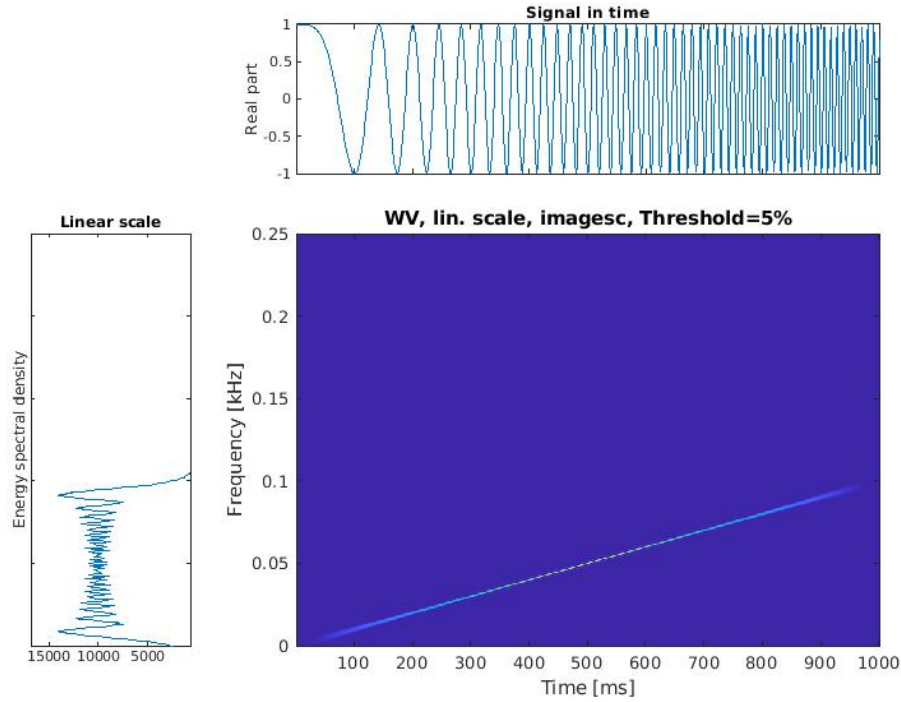 Signal in time
Real part
1
0.5
0
-0.5
-1
Linear scale
Energy spectral density
15000 10000 5000
WV, lin. scale, imagesc, Threshold=5%
Frequency [kHz]
0.25
0.2
0.15
0.1
0.05
0
100 200 300 400 500 600 700 800 900 1000
Time [ms]